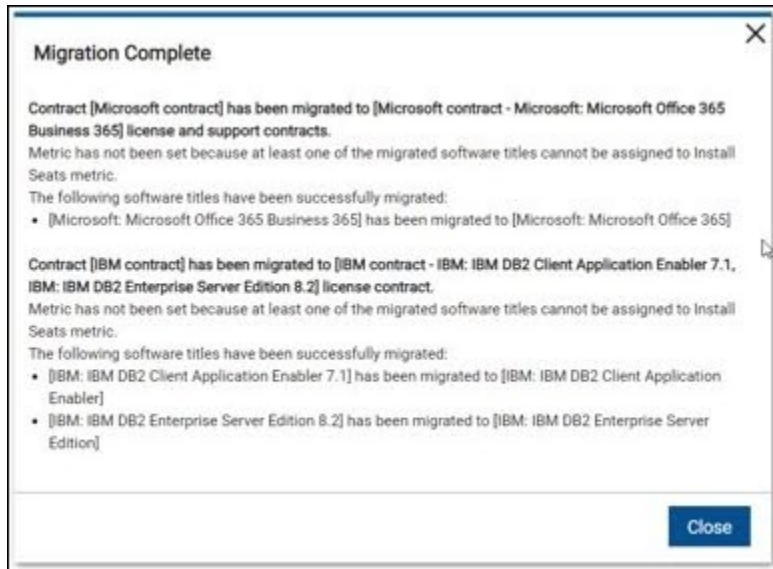 Migration Complete
Contract [Microsoft contract] has been migrated to [Microsoft contract - Microsoft: Microsoft Office 365
Business 365] license and support contracts.
Metric has not been set because at least one of the migrated software titles cannot be assigned to Install
Seats metric.
The following software titles have been successfully migrated:
• [Microsoft: Microsoft Office 365 Business 365] has been migrated to [Microsoft: Microsoft Office 365]
Contract [IBM contract] has been migrated to [IBM contract - IBM: IBM DB2 Client Application Enabler 7.1,
IBM: IBM DB2 Enterprise Server Edition 8.2] license contract.
Metric has not been set because at least one of the migrated software titles cannot be assigned to Install
Seats metric.
The following software titles have been successfully migrated:
• [IBM: IBM DB2 Client Application Enabler 7.1] has been migrated to [IBM: IBM DB2 Client Application
Enabler]
• [IBM: IBM DB2 Enterprise Server Edition 8.2] has been migrated to [IBM: IBM DB2 Enterprise Server
Edition]
Close